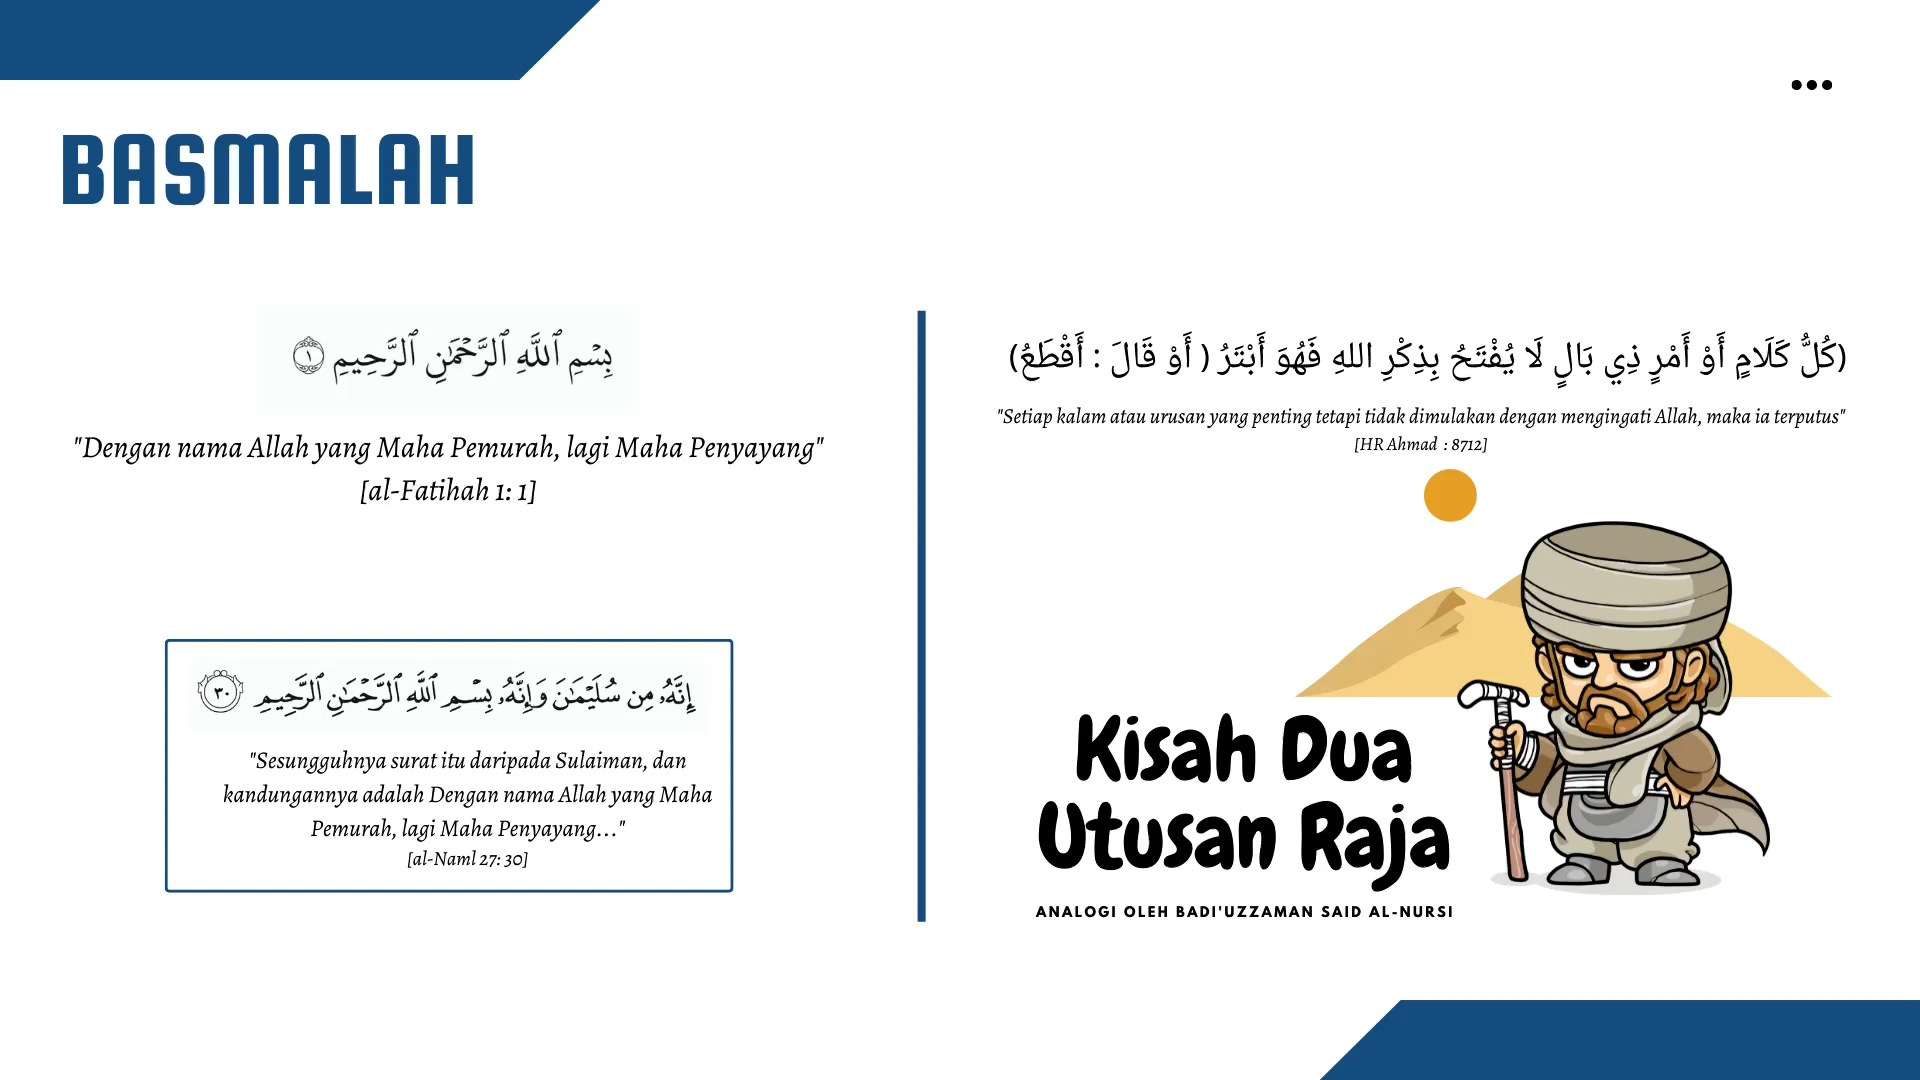 BASMALAH
بِسْمِ ٱللَّهِ ٱلرَّحْمَٰنِ ٱلرَّحِيمِ ١
"Dengan nama Allah yang Maha Pemurah, lagi Maha Penyayang"
[al-Fatihah 1: 1]
إِنَّهُۥ مِن سُلَيْمَٰنَ وَإِنَّهُۥ بِسْمِ ٱللَّهِ ٱلرَّحْمَٰنِ ٱلرَّحِيمِ ٣٠
"Sesungguhnya surat itu daripada Sulaiman, dan
kandungannya adalah Dengan nama Allah yang Maha
Pemurah, lagi Maha Penyayang..."
[al-Naml 27: 30]
(كُلُّ كَلَامٍ أَوْ أَمْرٍ ذِي بَالٍ لَا يُفْتَحُ بِذِكْرِ اللهِ فَهُوَ أَبْتَرُ ( أَوْ قَالَ : أَقْطَعُ)
"Setiap kalam atau urusan yang penting tetapi tidak dimulakan dengan mengingati Allah, maka ia terputus"
[HR Ahmad : 8712]
Kisah Dua
Utusan Raja
ANALOGI OLEH BADI'UZZAMAN SAID AL-NURSI